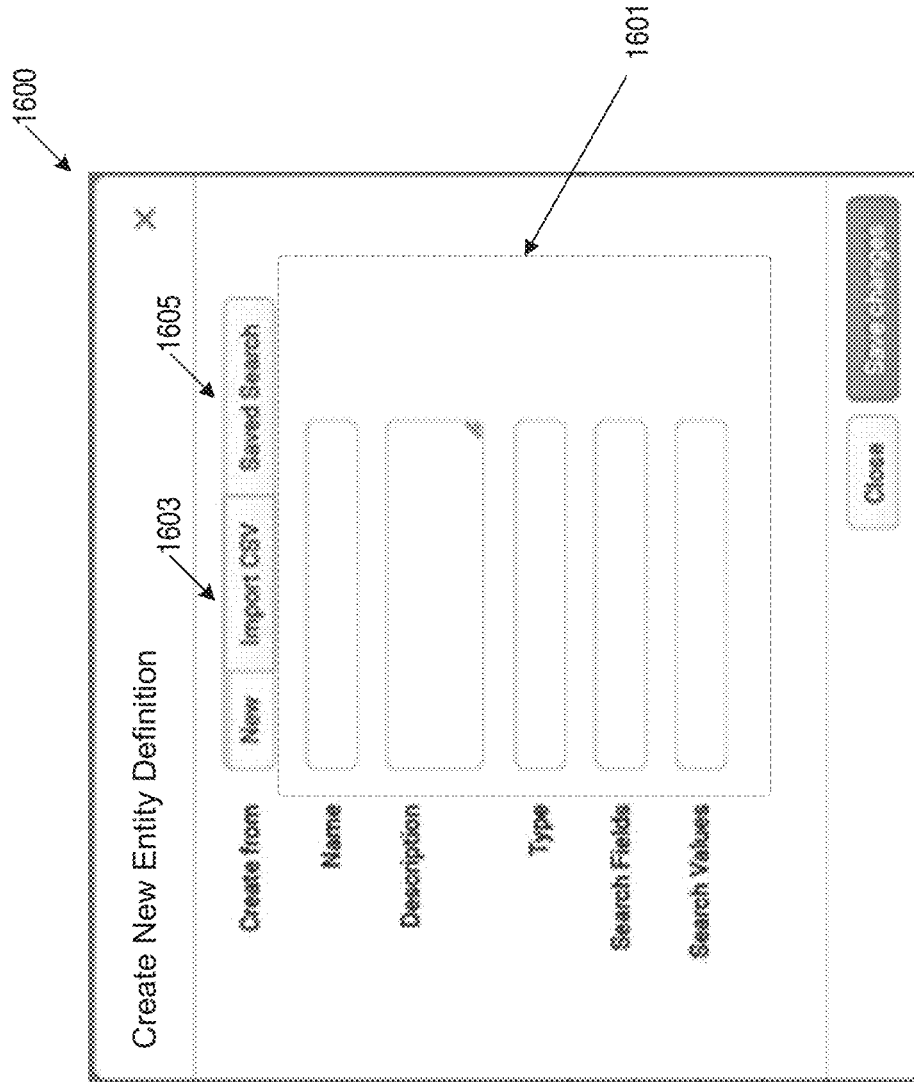 1600
Create New Entity Definition X
1603
1605
Create from New Import CSV Saved Search
Name
Description
Type
Search Fields
Search Values
1601
Close